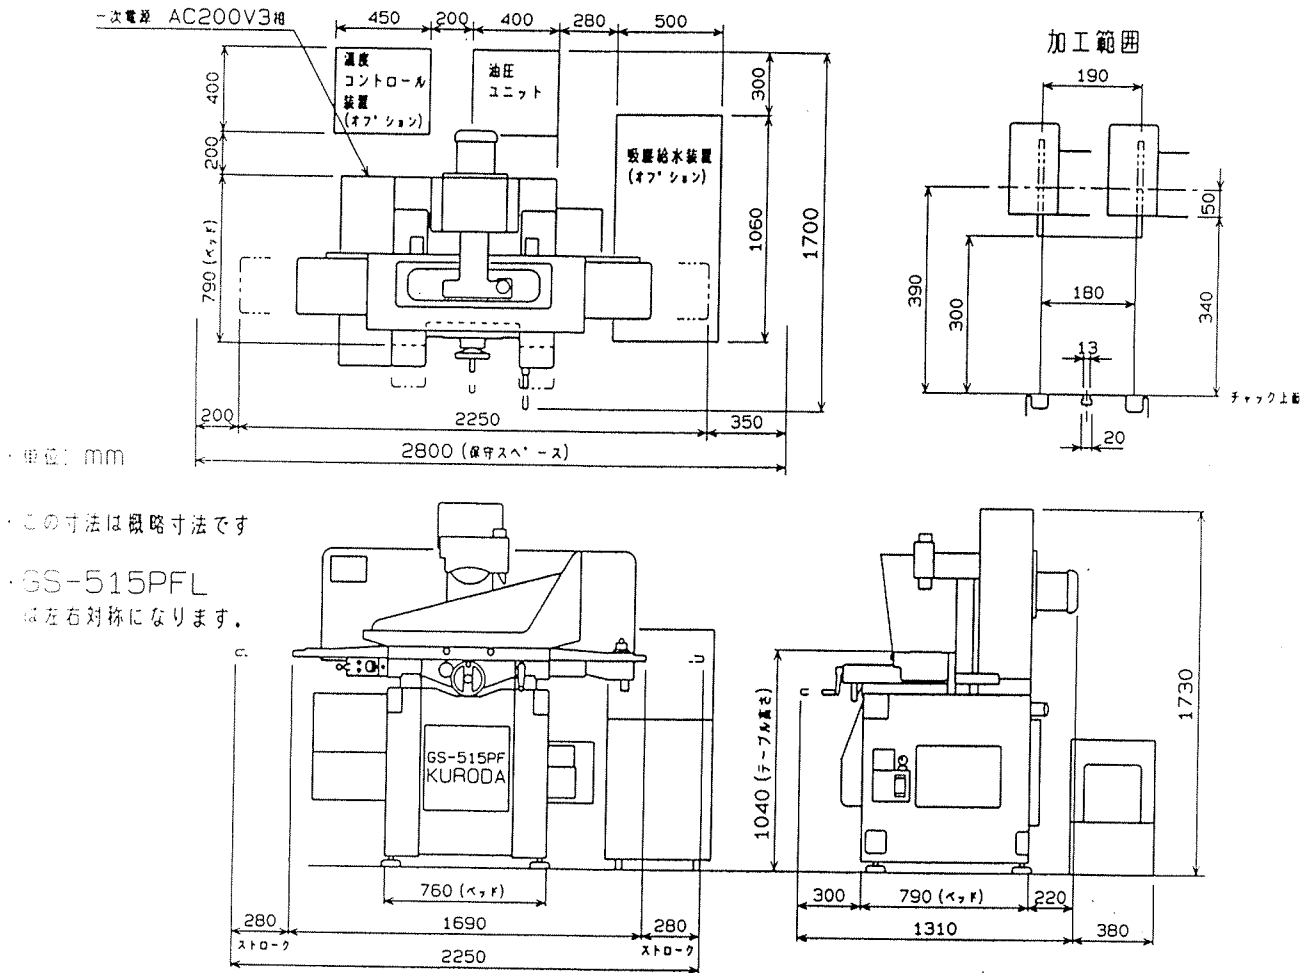 一次電源 AC200V3相
450
200
400
280
500
加工範囲
温度
コントロール
装置
(オプション)
油圧
ユニット
吸塵給水装置
(オプション)
400
200
790 (ベッド)
300
1060
1700
200
2250
350
2800 (保守スペース)
190
50
390
300
180
340
13
20
チャック上面
・単位: mm
・この寸法は概略寸法です
・GS-515PFL
は左右対称になります.
GS-515PF
KURODA
760 (ベッド)
280
1690
280
ストローク
ストローク
2250
1040 (テーブル高さ)
1730
300
790 (ベッド)
220
1310
380